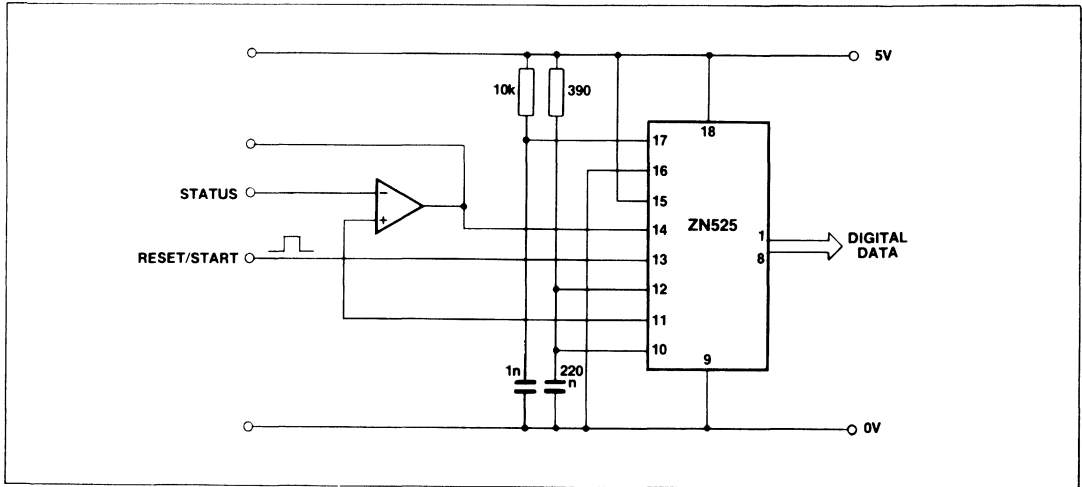 5V
10k
390
18
17
16
STATUS
−
15
+
14
ZN525
1
DIGITAL
DATA
8
RESET/START
13
12
11
10
9
1n
220
n
0V